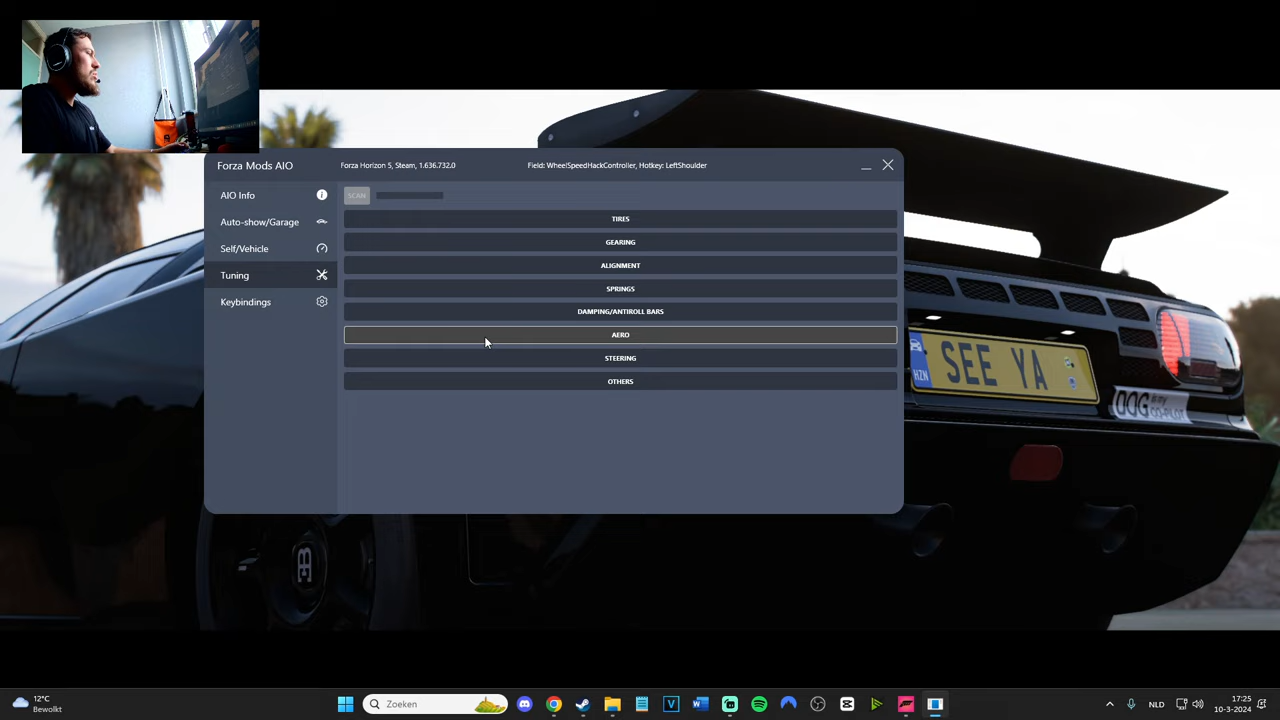 Forza Mods AIO
Forza Horizon 5, Steam, 1.636.732.0
Field: WheelSpeedHackController, Hotkey: LeftShoulder
AIO Info
Auto-show/Garage
Self/Vehicle
Tuning
Keybindings
SCAN
TIRES
GEARING
ALIGNMENT
SPRINGS
DAMPING/ANTIROLL BARS
AERO
STEERING
OTHERS
HZN
SEE YA
12°C
Bewolkt
Zoeken
NLD
17:25
10-3-2024